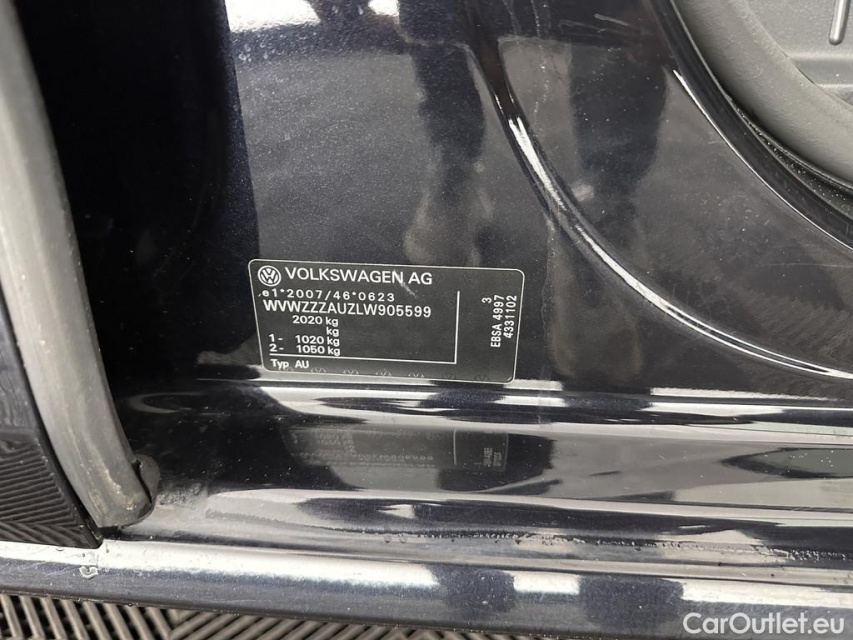 VOLKSWAGEN AG
e1*2007/46*0623
WVWZZZAUZLW905599
2020 kg
kg
1- 1020 kg
2- 1050 kg
Typ AU
3
EBSA 4997
4331102
CarOutlet.eu